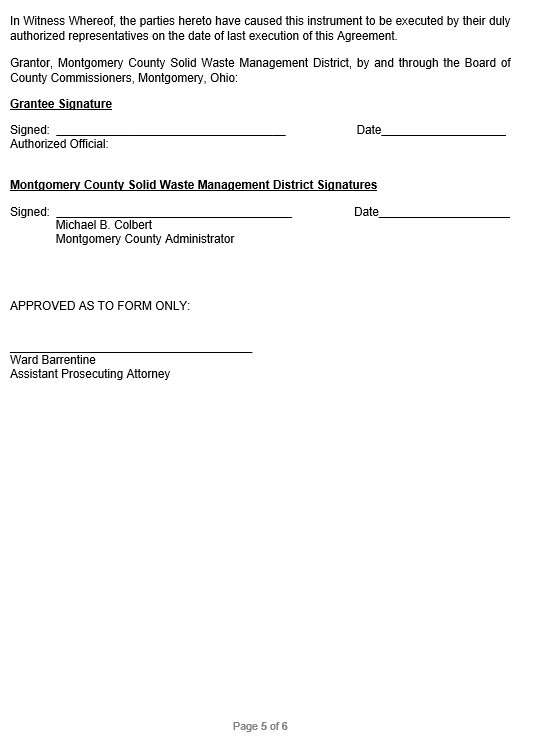 In Witness Whereof, the parties hereto have caused this instrument to be executed by their duly
authorized representatives on the date of last execution of this Agreement.
Grantor, Montgomery County Solid Waste Management District, by and through the Board of
County Commissioners, Montgomery, Ohio:
Grantee Signature
Signed: ___________________________________ Date___________________
Authorized Official:
Montgomery County Solid Waste Management District Signatures
Signed: ____________________________________ Date____________________
Michael B. Colbert
Montgomery County Administrator
APPROVED AS TO FORM ONLY:
_____________________________________
Ward Barrentine
Assistant Prosecuting Attorney
Page 5 of 6